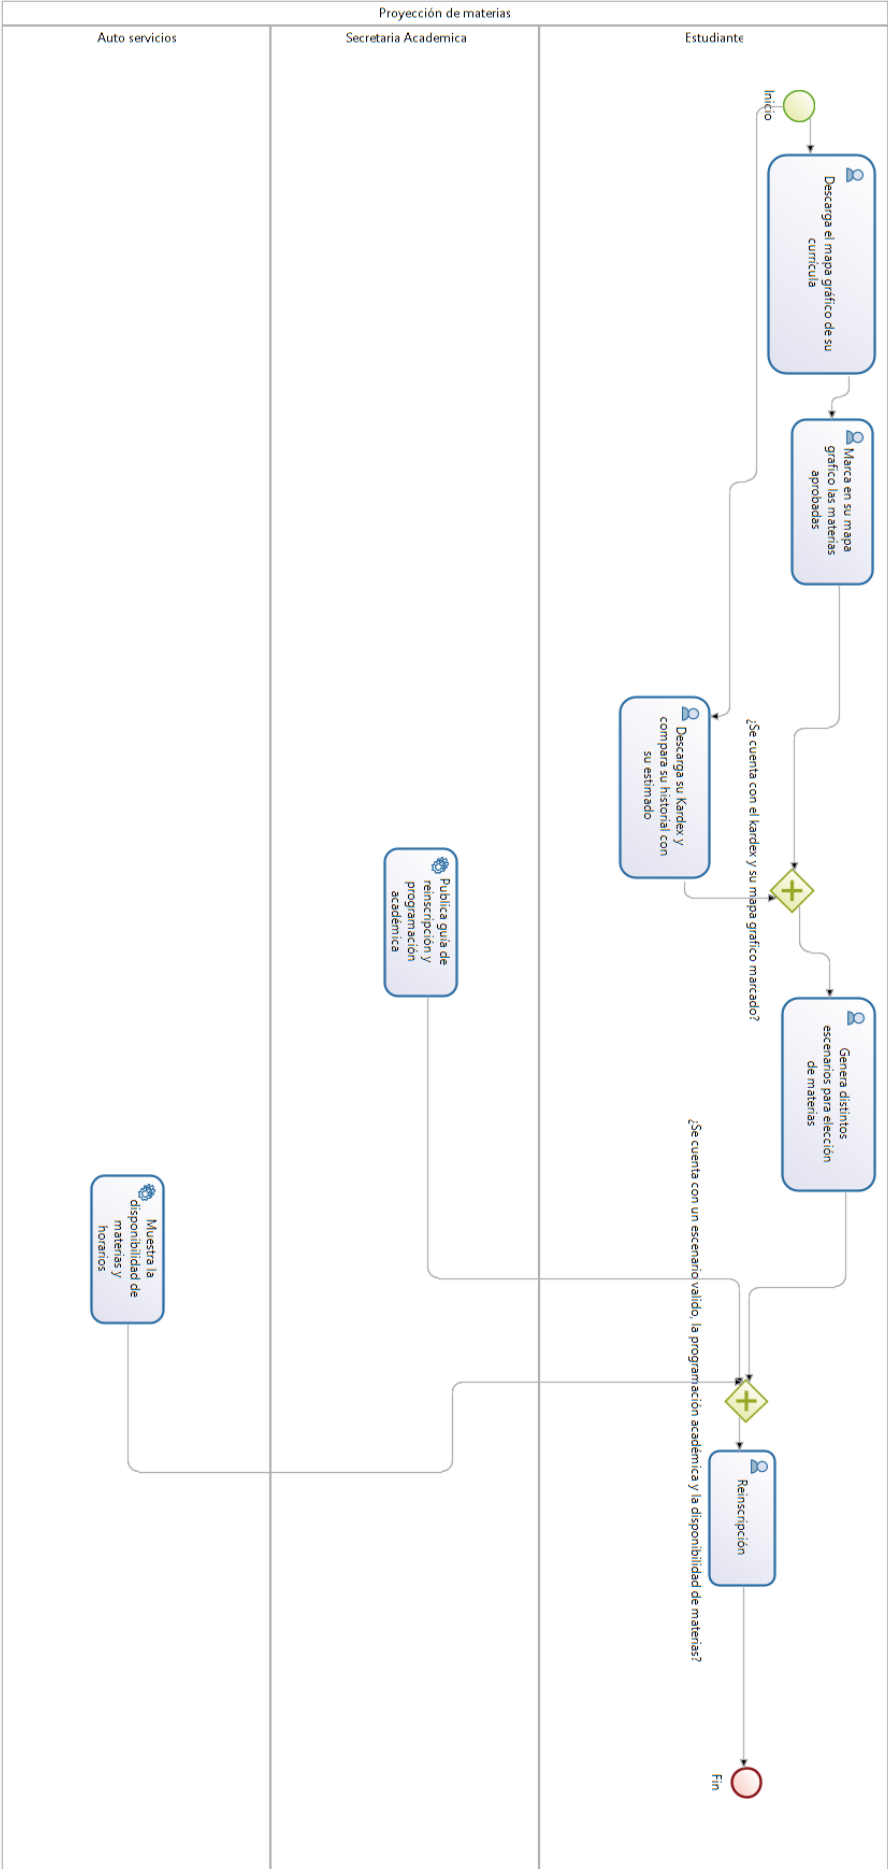 Proyección de materias
Auto servicios
Secretaria Academica
Estudiante
Inicio
Descarga el mapa gráfico de su
currícula
Marca en su mapa
grafico las materias
aprobadas
Descarga su Kardex y
compara su historial con
su estimado
¿Se cuenta con el kardex y su mapa grafico marcado?
Publica guía de
reinscripción y
programación
académica
Genera distintos
escenarios para elección
de materias
Muestra la
disponibilidad de
materias y
horarios
¿Se cuenta con un escenario valido, la programación académica y la disponibilidad de materias?
Reinscripción
Fin